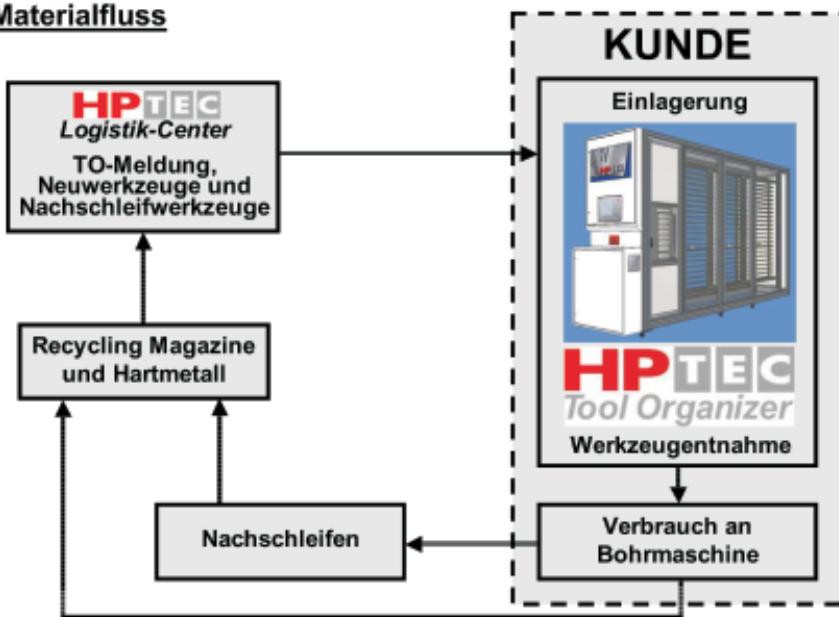 Materialfluss
KUNDE
HPTEC
Logistik-Center
TO-Meldung,
Neuwerkzeuge und
Nachschleifwerkzeuge
Einlagerung
HP
HPTEC
Tool Organizer
Werkzeugentnahme
Recycling Magazine
und Hartmetall
Nachschleifen
Verbrauch an
Bohrmaschine